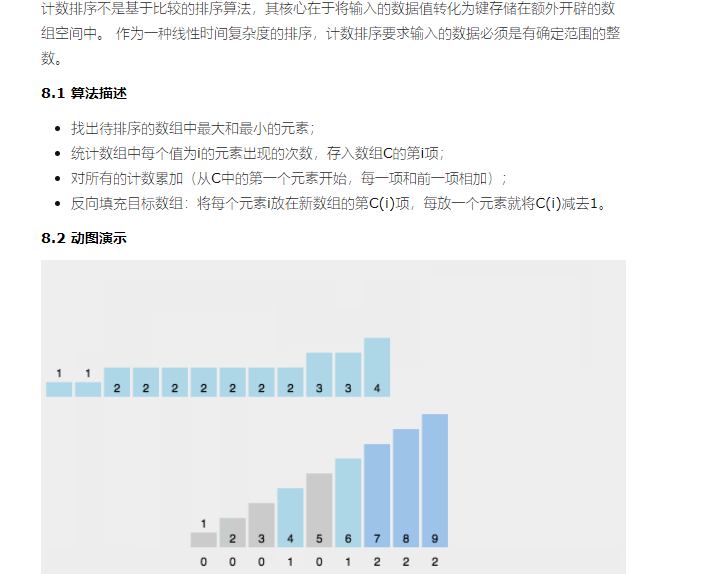 计数排序不是基于比较的排序算法，其核心在于将输入的数据值转化为键存储在额外开辟的数
组空间中。 作为一种线性时间复杂度的排序，计数排序要求输入的数据必须是有确定范围的整
数。
8.1 算法描述
找出待排序的数组中最大和最小的元素；
统计数组中每个值为i的元素出现的次数，存入数组C的第i项；
对所有的计数累加（从C中的第一个元素开始，每一项和前一项相加）；
反向填充目标数组：将每个元素i放在新数组的第C(i)项，每放一个元素就将C(i)减去1。
8.2 动图演示
1 1 2 2 2 2 2 2 2 3 3 4
1 2 3 4 5 6 7 8 9
0 0 0 1 0 1 2 2 2